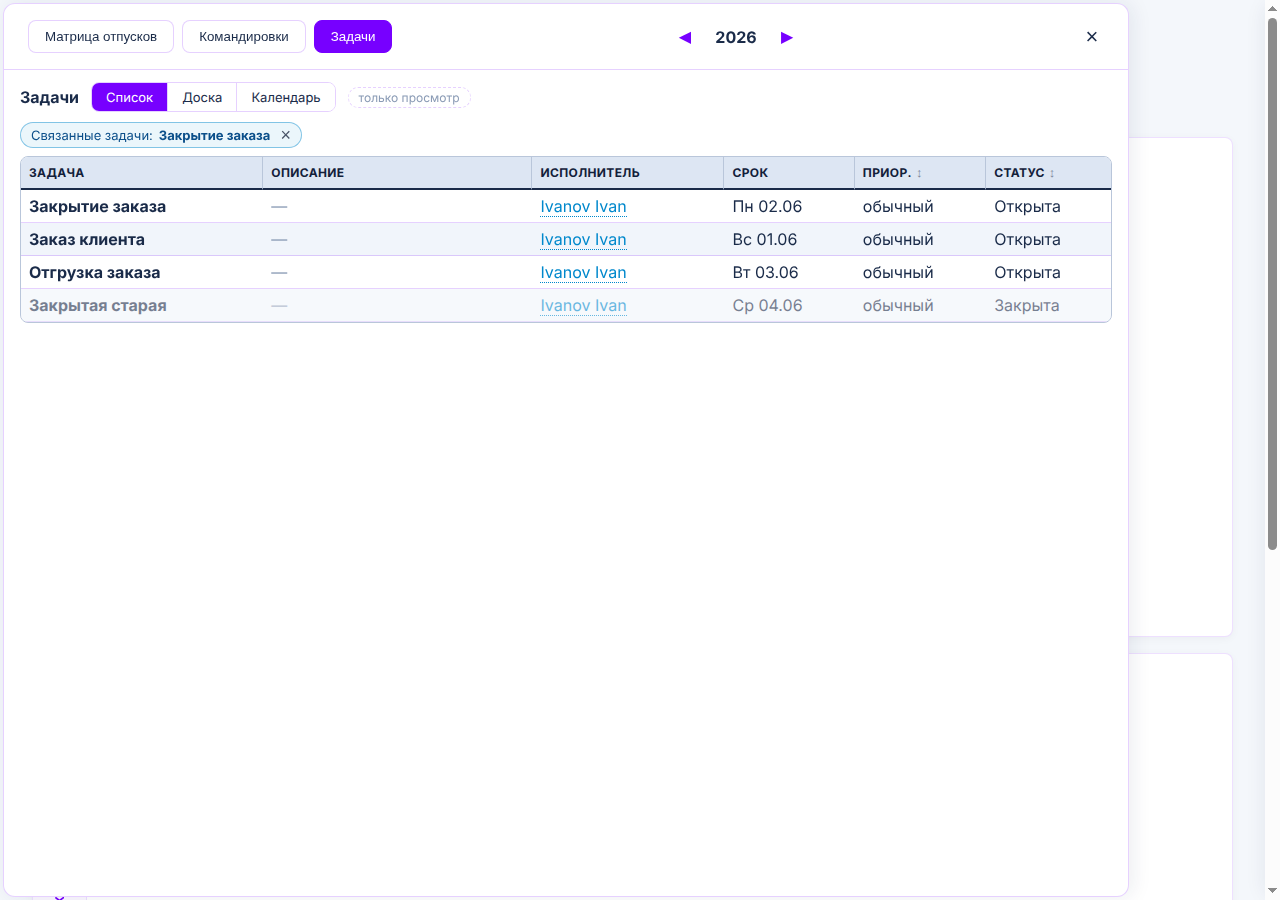 Матрица отпусков Командировки Задачи ◀ 2026 ▶ ×
Задачи Список Доска Календарь только просмотр
Связанные задачи: Закрытие заказа ×
ЗАДАЧА ОПИСАНИЕ ИСПОЛНИТЕЛЬ СРОК ПРИОР. ↕ СТАТУС ↕
Закрытие заказа — Ivanov Ivan Пн 02.06 обычный Открыта
Заказ клиента — Ivanov Ivan Вс 01.06 обычный Открыта
Отгрузка заказа — Ivanov Ivan Вт 03.06 обычный Открыта
Закрытая старая — Ivanov Ivan Ср 04.06 обычный Закрыта